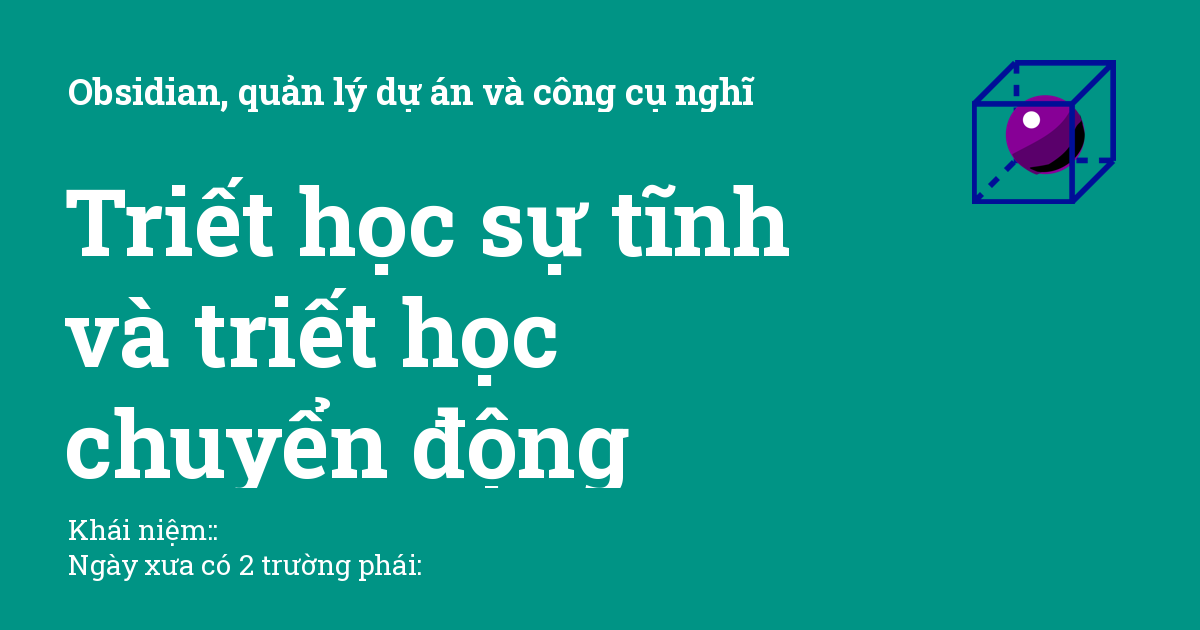 Obsidian, quản lý dự án và công cụ nghĩ
Triết học sự tĩnh
và triết học
chuyển động
Khái niệm::
Ngày xưa có 2 trường phái: